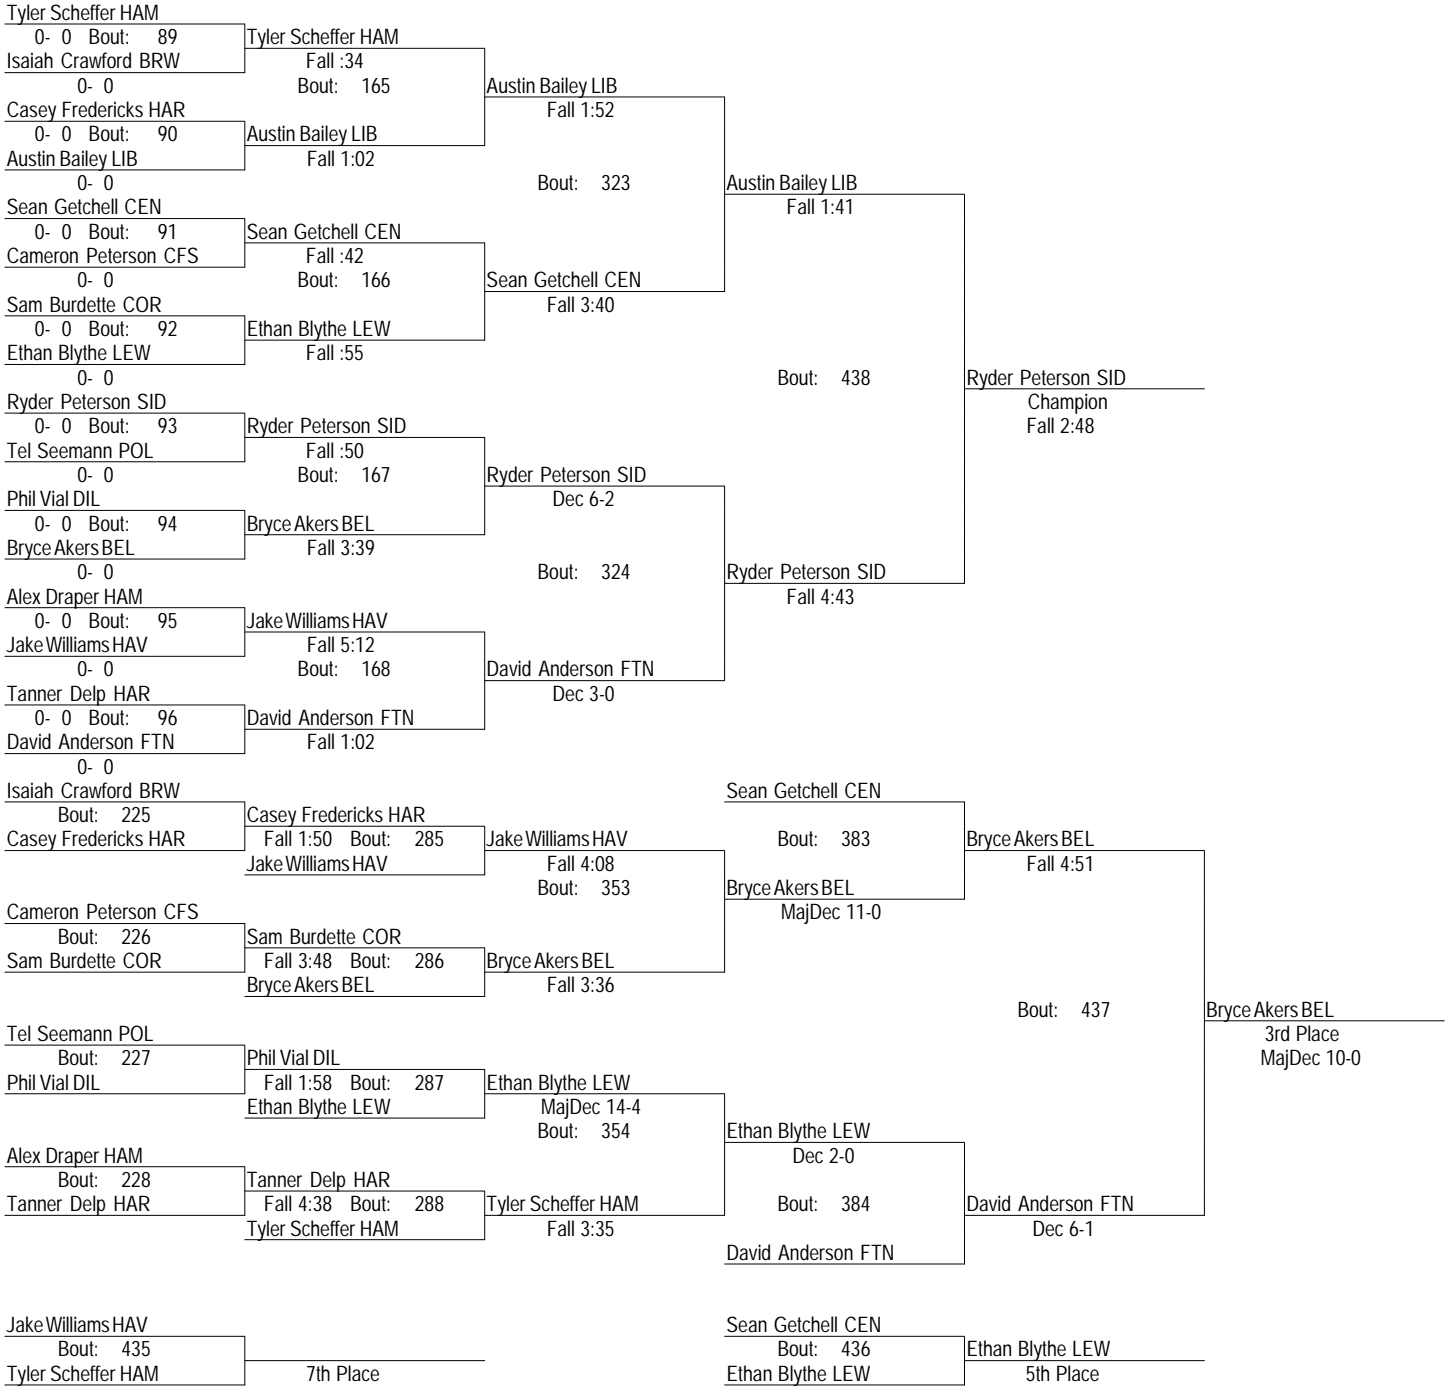 Tyler Scheffer HAM
0- 0 Bout: 89
Tyler Scheffer HAM
Isaiah Crawford BRW
Fall :34
0- 0
Bout: 165
Austin Bailey LIB
Casey Fredericks HAR
Fall 1:52
0- 0 Bout: 90
Austin Bailey LIB
Austin Bailey LIB
Fall 1:02
0- 0
Bout: 323
Austin Bailey LIB
Sean Getchell CEN
Fall 1:41
0- 0 Bout: 91
Sean Getchell CEN
Cameron Peterson CFS
Fall :42
0- 0
Bout: 166
Sean Getchell CEN
Sam Burdette COR
Fall 3:40
0- 0 Bout: 92
Ethan Blythe LEW
Ethan Blythe LEW
Fall :55
0- 0
Bout: 438
Ryder Peterson SID
Ryder Peterson SID
Champion
0- 0 Bout: 93
Ryder Peterson SID
Fall 2:48
Tel Seemann POL
Fall :50
0- 0
Bout: 167
Ryder Peterson SID
Phil Vial DIL
Dec 6-2
0- 0 Bout: 94
Bryce Akers BEL
Bryce Akers BEL
Fall 3:39
0- 0
Bout: 324
Ryder Peterson SID
Alex Draper HAM
Fall 4:43
0- 0 Bout: 95
Jake Williams HAV
Jake Williams HAV
Fall 5:12
0- 0
Bout: 168
David Anderson FTN
Tanner Delp HAR
Dec 3-0
0- 0 Bout: 96
David Anderson FTN
David Anderson FTN
Fall 1:02
0- 0
Isaiah Crawford BRW
Sean Getchell CEN
Bout: 225
Casey Fredericks HAR
Casey Fredericks HAR
Fall 1:50 Bout: 285
Jake Williams HAV
Bout: 383
Bryce Akers BEL
Jake Williams HAV
Fall 4:08
Fall 4:51
Bout: 353
Bryce Akers BEL
Cameron Peterson CFS
MajDec 11-0
Bout: 226
Sam Burdette COR
Sam Burdette COR
Fall 3:48 Bout: 286
Bryce Akers BEL
Bryce Akers BEL
Fall 3:36
Bout: 437
Bryce Akers BEL
Tel Seemann POL
3rd Place
Bout: 227
Phil Vial DIL
MajDec 10-0
Phil Vial DIL
Fall 1:58 Bout: 287
Ethan Blythe LEW
Ethan Blythe LEW
MajDec 14-4
Bout: 354
Ethan Blythe LEW
Alex Draper HAM
Dec 2-0
Bout: 228
Tanner Delp HAR
Tanner Delp HAR
Fall 4:38 Bout: 288
Tyler Scheffer HAM
Bout: 384
David Anderson FTN
Tyler Scheffer HAM
Fall 3:35
Dec 6-1
David Anderson FTN
Jake Williams HAV
Sean Getchell CEN
Bout: 435
Bout: 436
Ethan Blythe LEW
Tyler Scheffer HAM
7th Place
Ethan Blythe LEW
5th Place